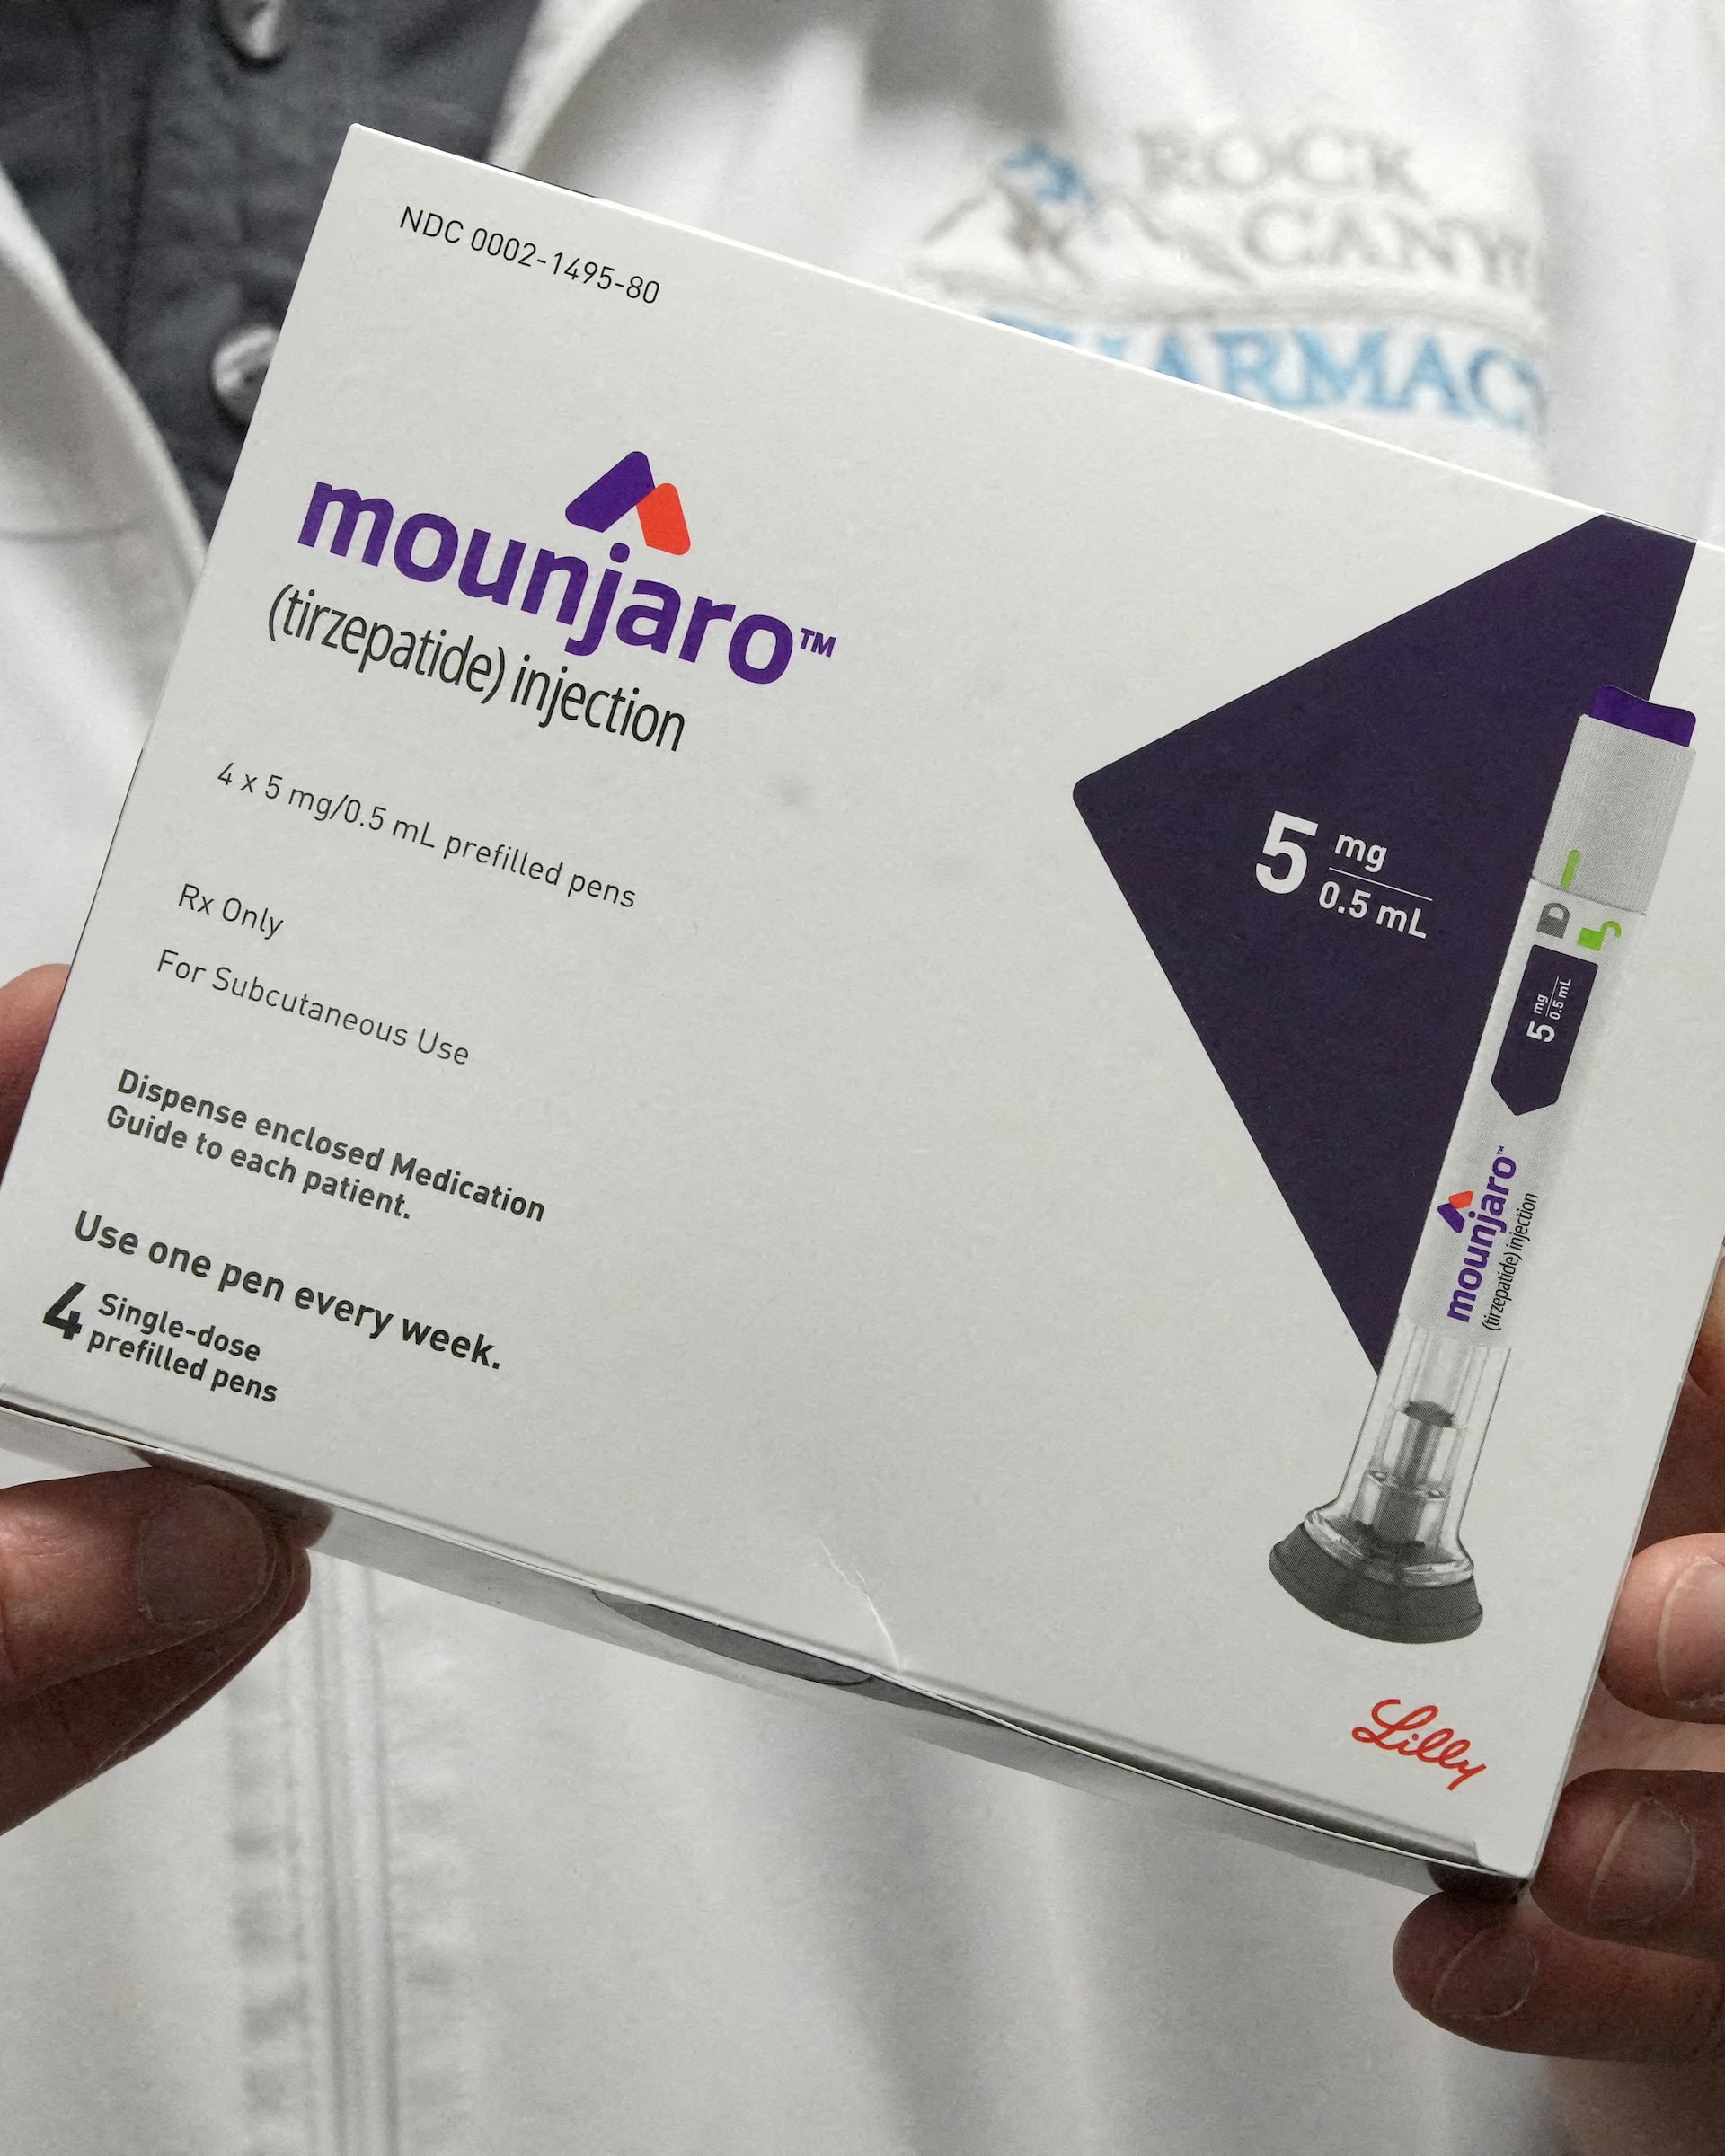 ROCK
PHARMACY
NDC 0002-1495-80
mounjaro™
(tirzepatide) injection
4 x 5 mg/0.5 mL prefilled pens
Rx Only
For Subcutaneous Use
Dispense enclosed Medication
Guide to each patient.
Use one pen every week.
4 Single-dose
prefilled pens
5 mg
0.5 mL
5 mg
0.5 mL
mounjaro™
(tirzepatide) injection
Lilly